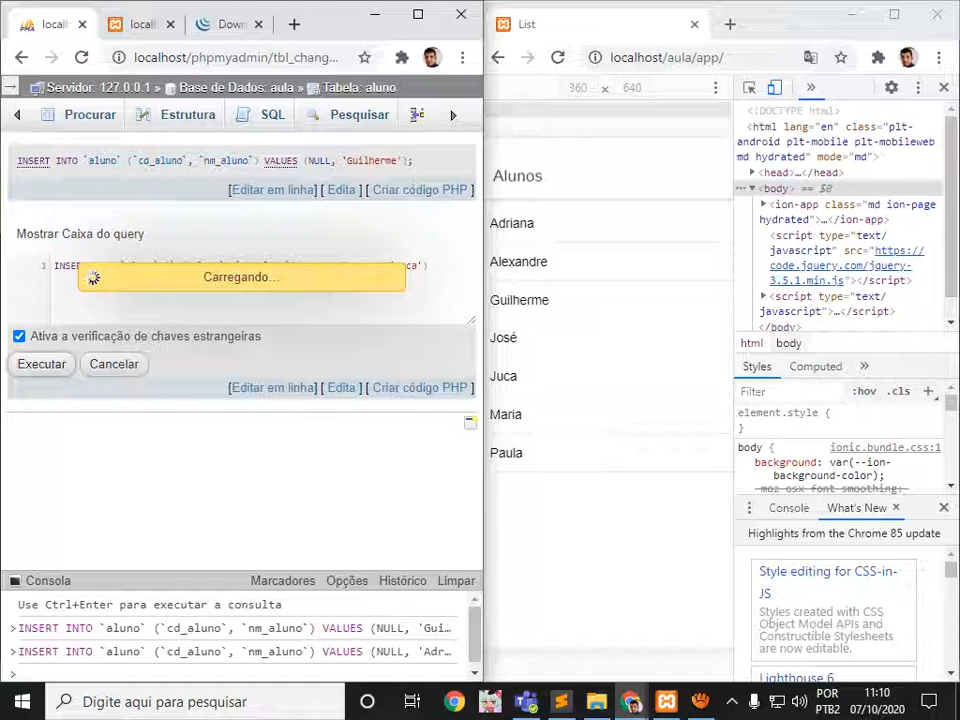 locall
locall
Down
List
localhost/phpmyadmin/tbl_chang...
localhost/aula/app/
Servidor: 127.0.0.1 » Base de Dados: aula » Tabela: aluno
360 x 640
Procurar
Estrutura
SQL
Pesquisar
INSERT INTO `aluno` (`cd_aluno`, `nm_aluno`) VALUES (NULL, 'Guilherme');
[Editar em linha] [ Edita ] [ Criar código PHP ]
Mostrar Caixa do query
1 INSER
Carregando...
ca')
Ativa a verificação de chaves estrangeiras
Executar
Cancelar
[Editar em linha] [ Edita ] [ Criar código PHP ]
Consola
Marcadores
Opções
Histórico
Limpar
Use Ctrl+Enter para executar a consulta
>INSERT INTO `aluno` (`cd_aluno`, `nm_aluno`) VALUES (NULL, 'Gui…
>INSERT INTO `aluno` (`cd_aluno`, `nm_aluno`) VALUES (NULL, 'Adr…
>
Alunos
Adriana
Alexandre
Guilherme
José
Juca
Maria
Paula
<!DOCTYPE html>
<html lang="en" class="plt-
android plt-mobile plt-mobileweb
md hydrated" mode="md">
<head>…</head>
<body> == $0
<ion-app class="md ion-page
hydrated">…</ion-app>
<script type="text/
javascript" src="https://
code.jquery.com/jquery-
3.5.1.min.js"></script>
<script type="text/
javascript">…</script>
</body>
html
body
Styles
Computed
»
Filter
:hov
.cls
+
element.style {
}
body {
ionic.bundle.css:1
background: var(--ion-
background-color);
-moz-osx-font-smoothing:
Console
What's New
Highlights from the Chrome 85 update
Style editing for CSS-in-
JS
Styles created with CSS
Object Model APIs and
Constructible Stylesheets
are now editable.
Lighthouse 6
Digite aqui para pesquisar
POR
PTB2
11:10
07/10/2020